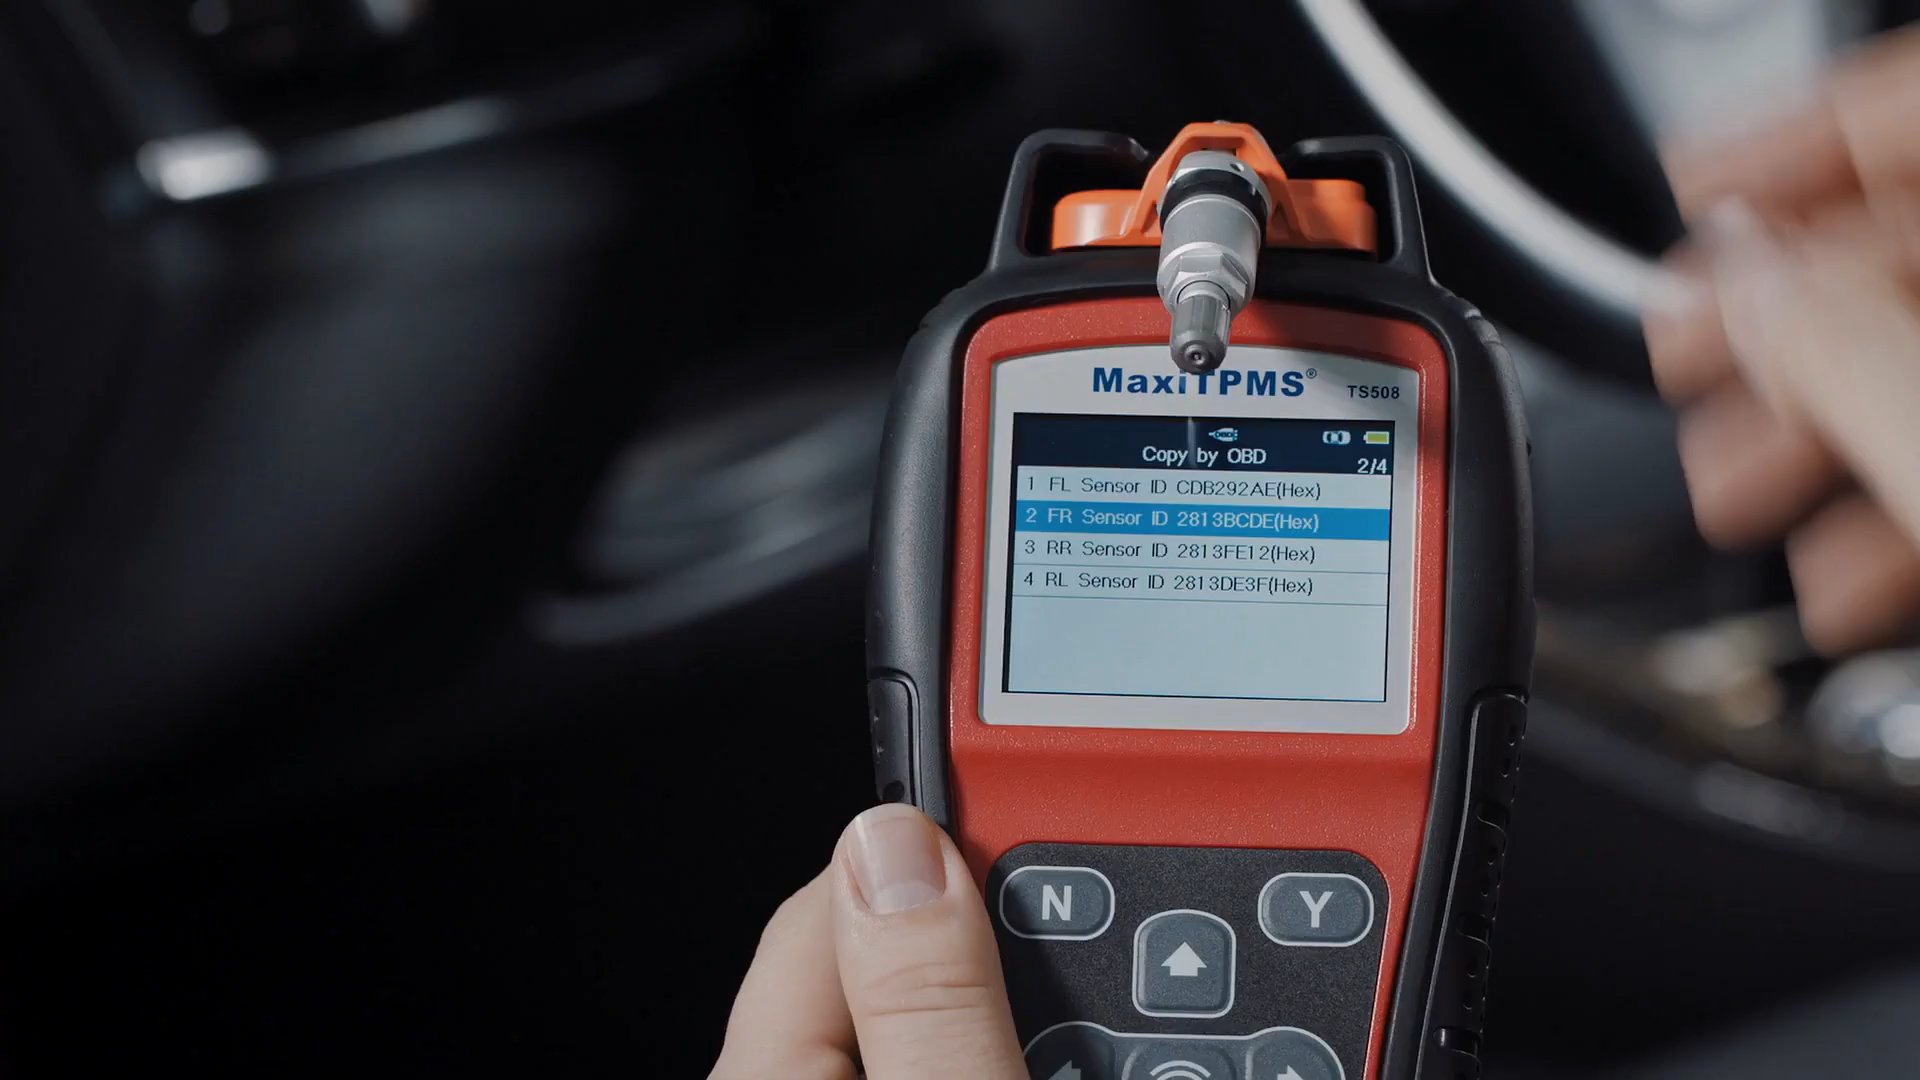 MaxiTPMS®
TS508
OBD
Copy by OBD
2/4
1 FL Sensor ID CDB292AE(Hex)
2 FR Sensor ID 2813BCDE(Hex)
3 RR Sensor ID 2813FE12(Hex)
4 RL Sensor ID 2813DE3F(Hex)
N
Y